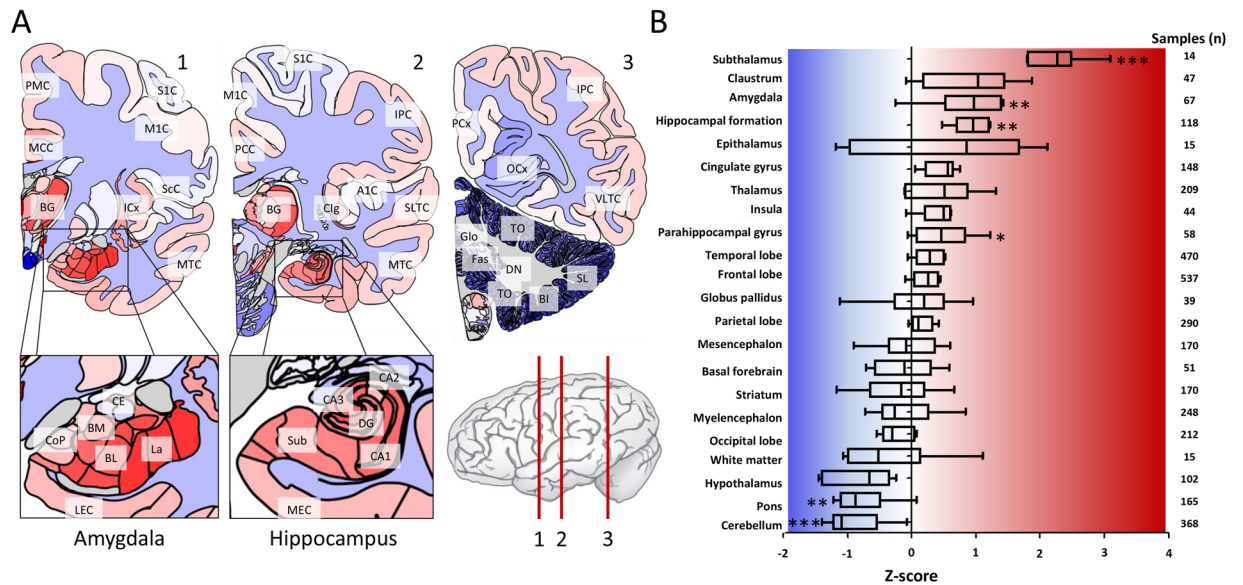 A
1
PMC
S1C
M1C
MCC
ScC
BG
ICx
MTC
2
S1C
M1C
IPC
PCC
A1C
BG
Clg
SLTC
MTC
3
IPC
PCx
OCx
VLTC
Glo
TO
Fas
DN
SL
TO
BI
CE
BM
CoP
BL
La
LEC
Amygdala
CA2
CA3
DG
Sub
CA1
MEC
Hippocampus
1 2 3
B
Samples (n)
Subthalamus *** 14
Claustrum 47
Amygdala ** 67
Hippocampal formation ** 118
Epithalamus 15
Cingulate gyrus 148
Thalamus 209
Insula 44
Parahippocampal gyrus * 58
Temporal lobe 470
Frontal lobe 537
Globus pallidus 39
Parietal lobe 290
Mesencephalon 170
Basal forebrain 51
Striatum 170
Myelencephalon 248
Occipital lobe 212
White matter 15
Hypothalamus 102
Pons ** 165
Cerebellum *** 368
-2 -1 0 1 2 3 4
Z-score